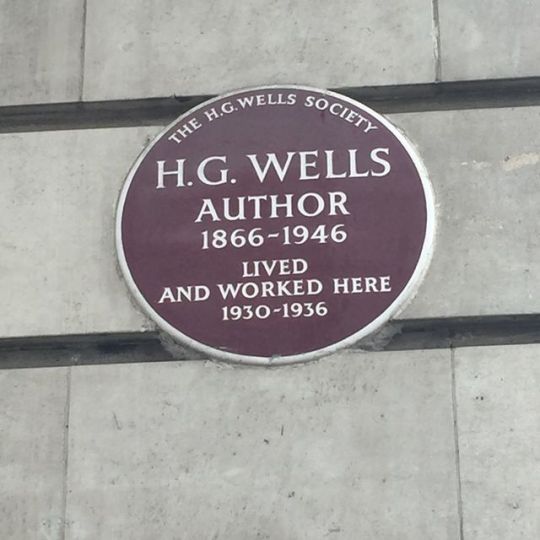 THE H.G. WELLS SOCIETY
H.G. WELLS
AUTHOR
1866-1946
LIVED
AND WORKED HERE
1930-1936